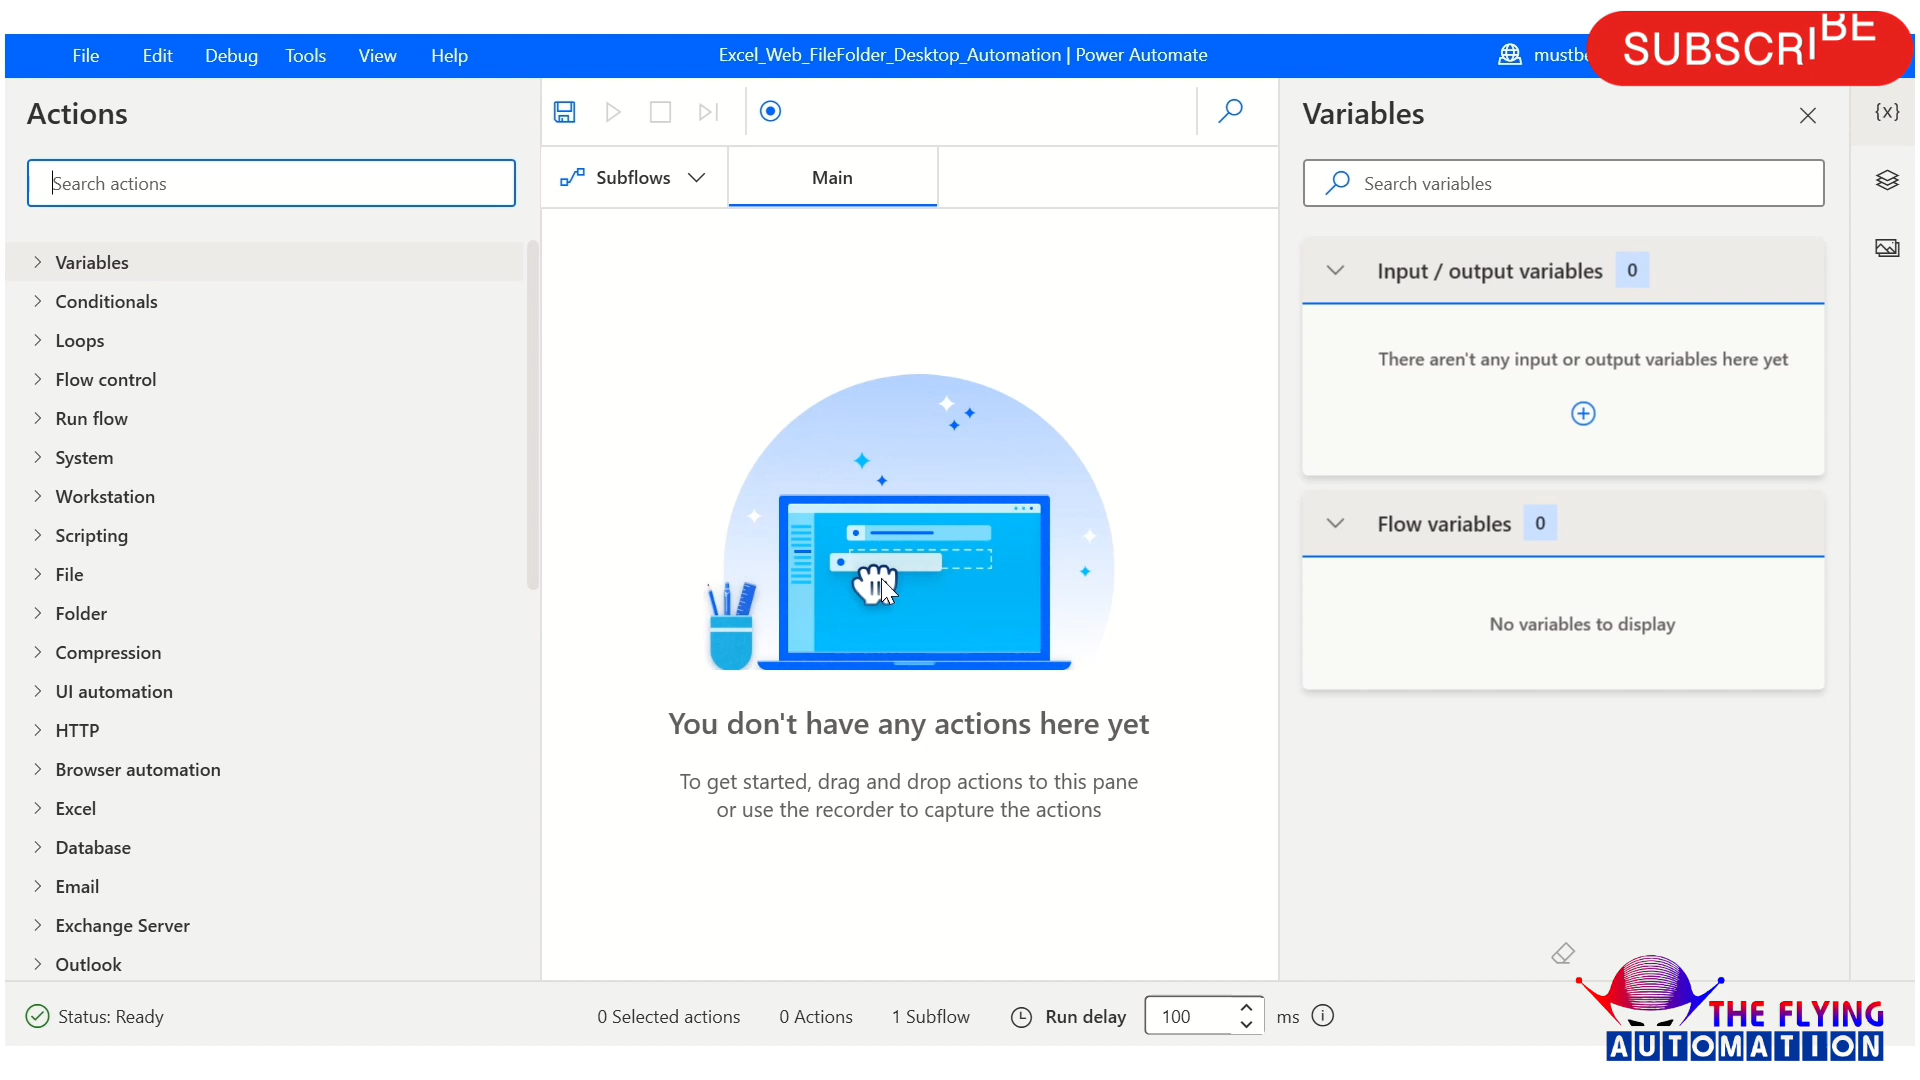 File Edit Debug Tools View Help
Excel_Web_FileFolder_Desktop_Automation | Power Automate
SUBSCRIBE
Actions
Search actions
Variables
Conditionals
Loops
Flow control
Run flow
System
Workstation
Scripting
File
Folder
Compression
UI automation
HTTP
Browser automation
Excel
Database
Email
Exchange Server
Outlook
Subflows
Main
You don't have any actions here yet
To get started, drag and drop actions to this pane
or use the recorder to capture the actions
Variables
{x}
Search variables
Input / output variables 0
There aren't any input or output variables here yet
Flow variables 0
No variables to display
Status: Ready
0 Selected actions
0 Actions
1 Subflow
Run delay
100
ms
THE FLYING
AUTOMATION